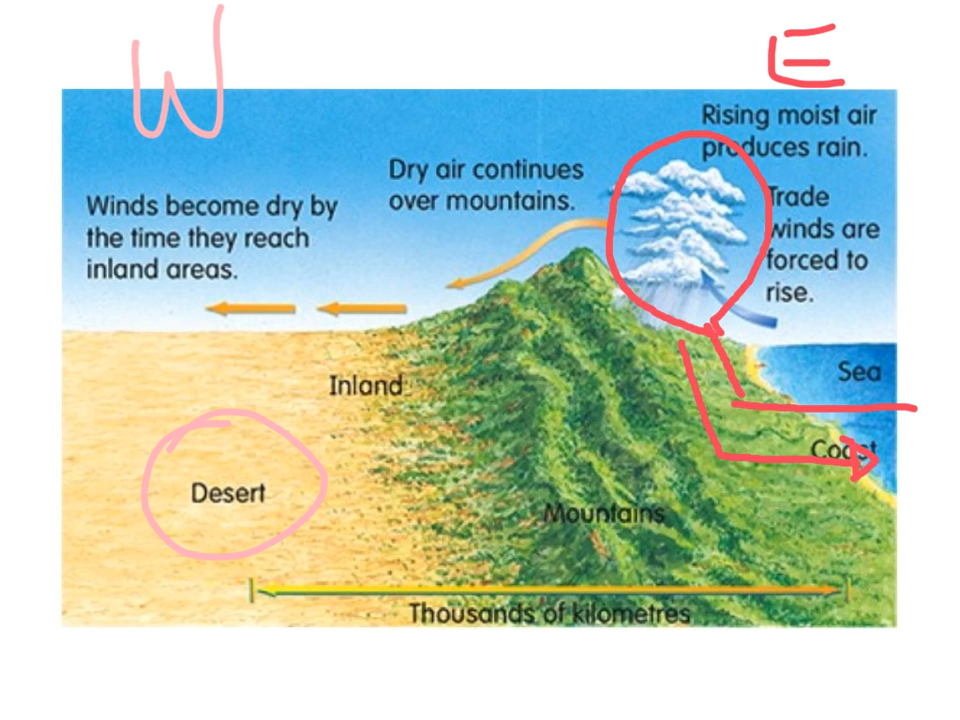 W
E
Rising moist air
produces rain.
Dry air continues
over mountains.
Trade
winds are
forced to
rise.
Winds become dry by
the time they reach
inland areas.
Sea
Inland
Coast
Desert
Mountains
Thousands of kilometres